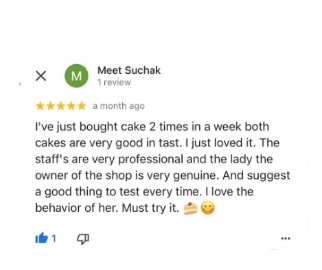 Meet Suchak
1 review
a month ago
I've just bought cake 2 times in a week both
cakes are very good in tast. I just loved it. The
staff's are very professional and the lady the
owner of the shop is very genuine. And suggest
a good thing to test every time. I love the
behavior of her. Must try it. 🍰 😋
1